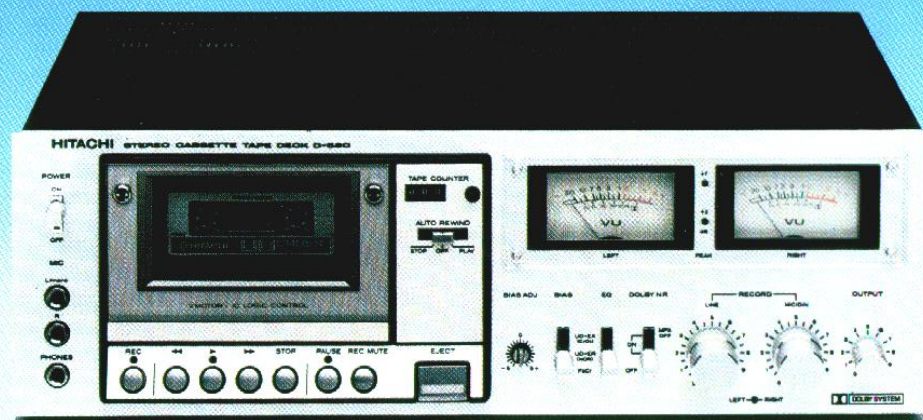 HITACHI STEREO CASSETTE TAPE DECK D-580
POWER
ON
OFF
MIC
R
PHONES
2 MOTOR · IC LOGIC CONTROL
TAPE COUNTER
AUTO REWIND
STOP OFF PLAY
REC ◀◀ ▶ ▶▶ STOP PAUSE REC MUTE
EJECT
VU
VU
LEFT PEAK RIGHT
BIAS ADJ BIAS EQ DOLBY N.R.
ON
OFF
RECORD
LINE MIC/DIN
LEFT RIGHT
OUTPUT
DOLBY SYSTEM